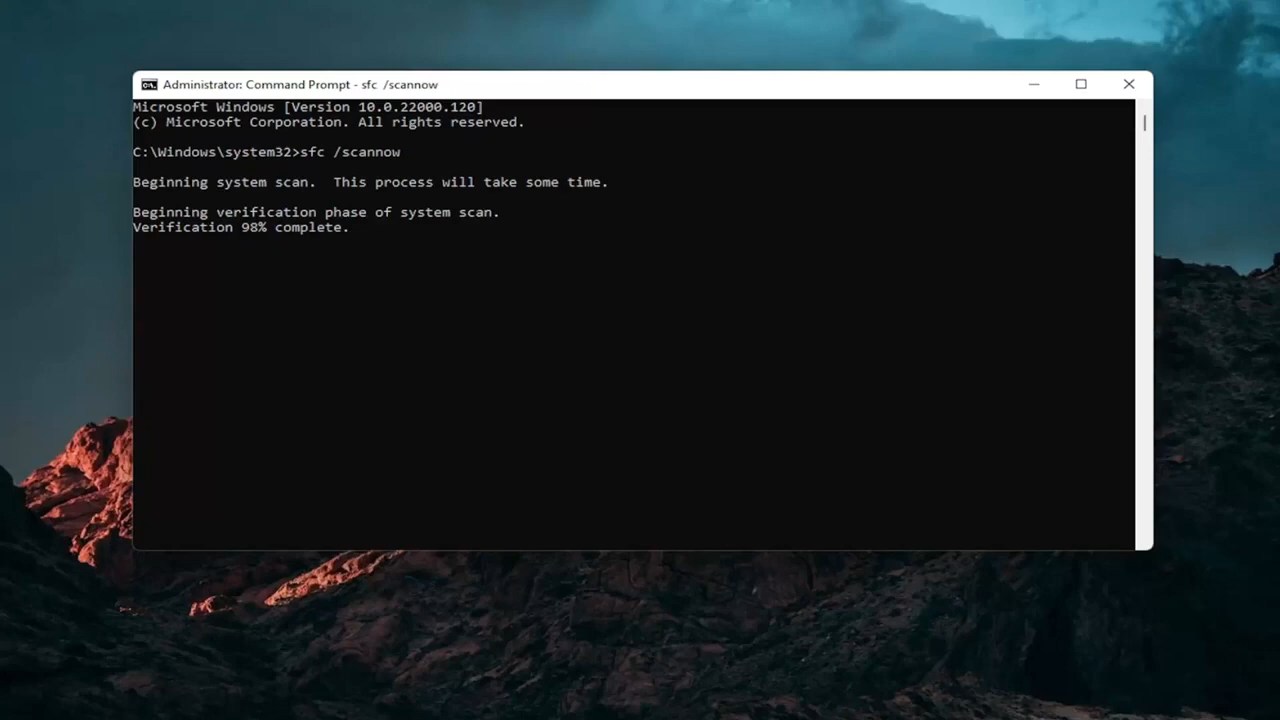 Administrator: Command Prompt - sfc  /scannow
Microsoft Windows [Version 10.0.22000.120]
(c) Microsoft Corporation. All rights reserved.
C:\Windows\system32>sfc /scannow
Beginning system scan.  This process will take some time.
Beginning verification phase of system scan.
Verification 98% complete.